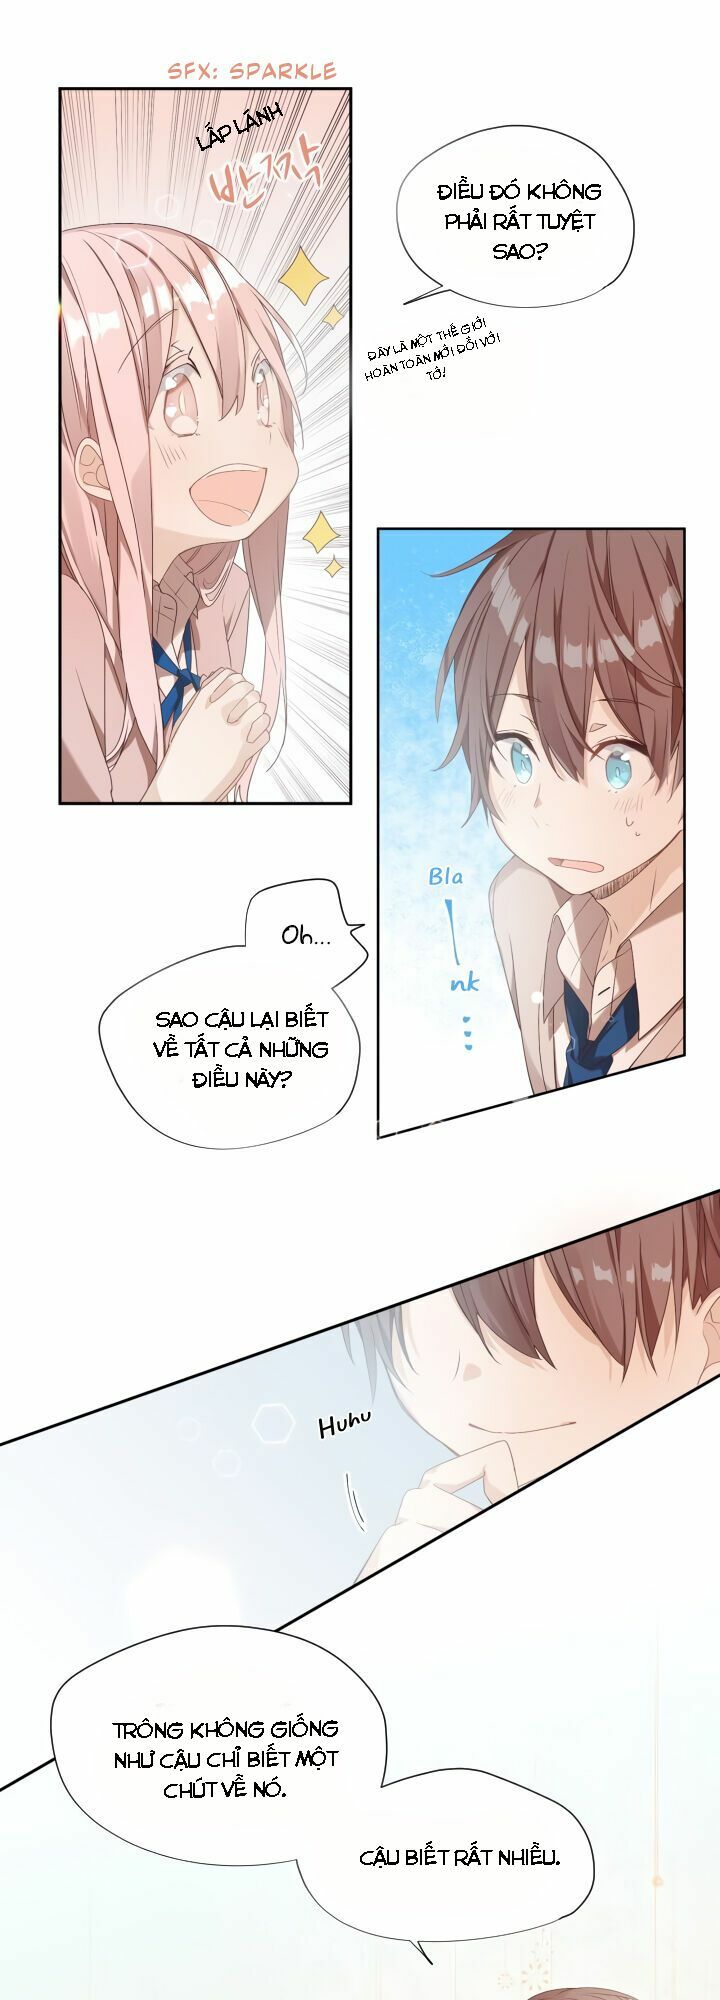 SFX: SPARKLE
LẤP LÁNH
반짝
ĐIỀU ĐÓ KHÔNG
PHẢI RẤT TUYỆT
SAO?
ĐÂY LÀ MỘT THẾ GIỚI
HOÀN TOÀN MỚI ĐỐI VỚI
TỚ!
Bla
nk
Oh...
SAO CẬU LẠI BIẾT
VỀ TẤT CẢ NHỮNG
ĐIỀU NÀY?
Huhu
TRÔNG KHÔNG GIỐNG
NHƯ CẬU CHỈ BIẾT MỘT
CHÚT VỀ NÓ.
CẬU BIẾT RẤT NHIỀU.